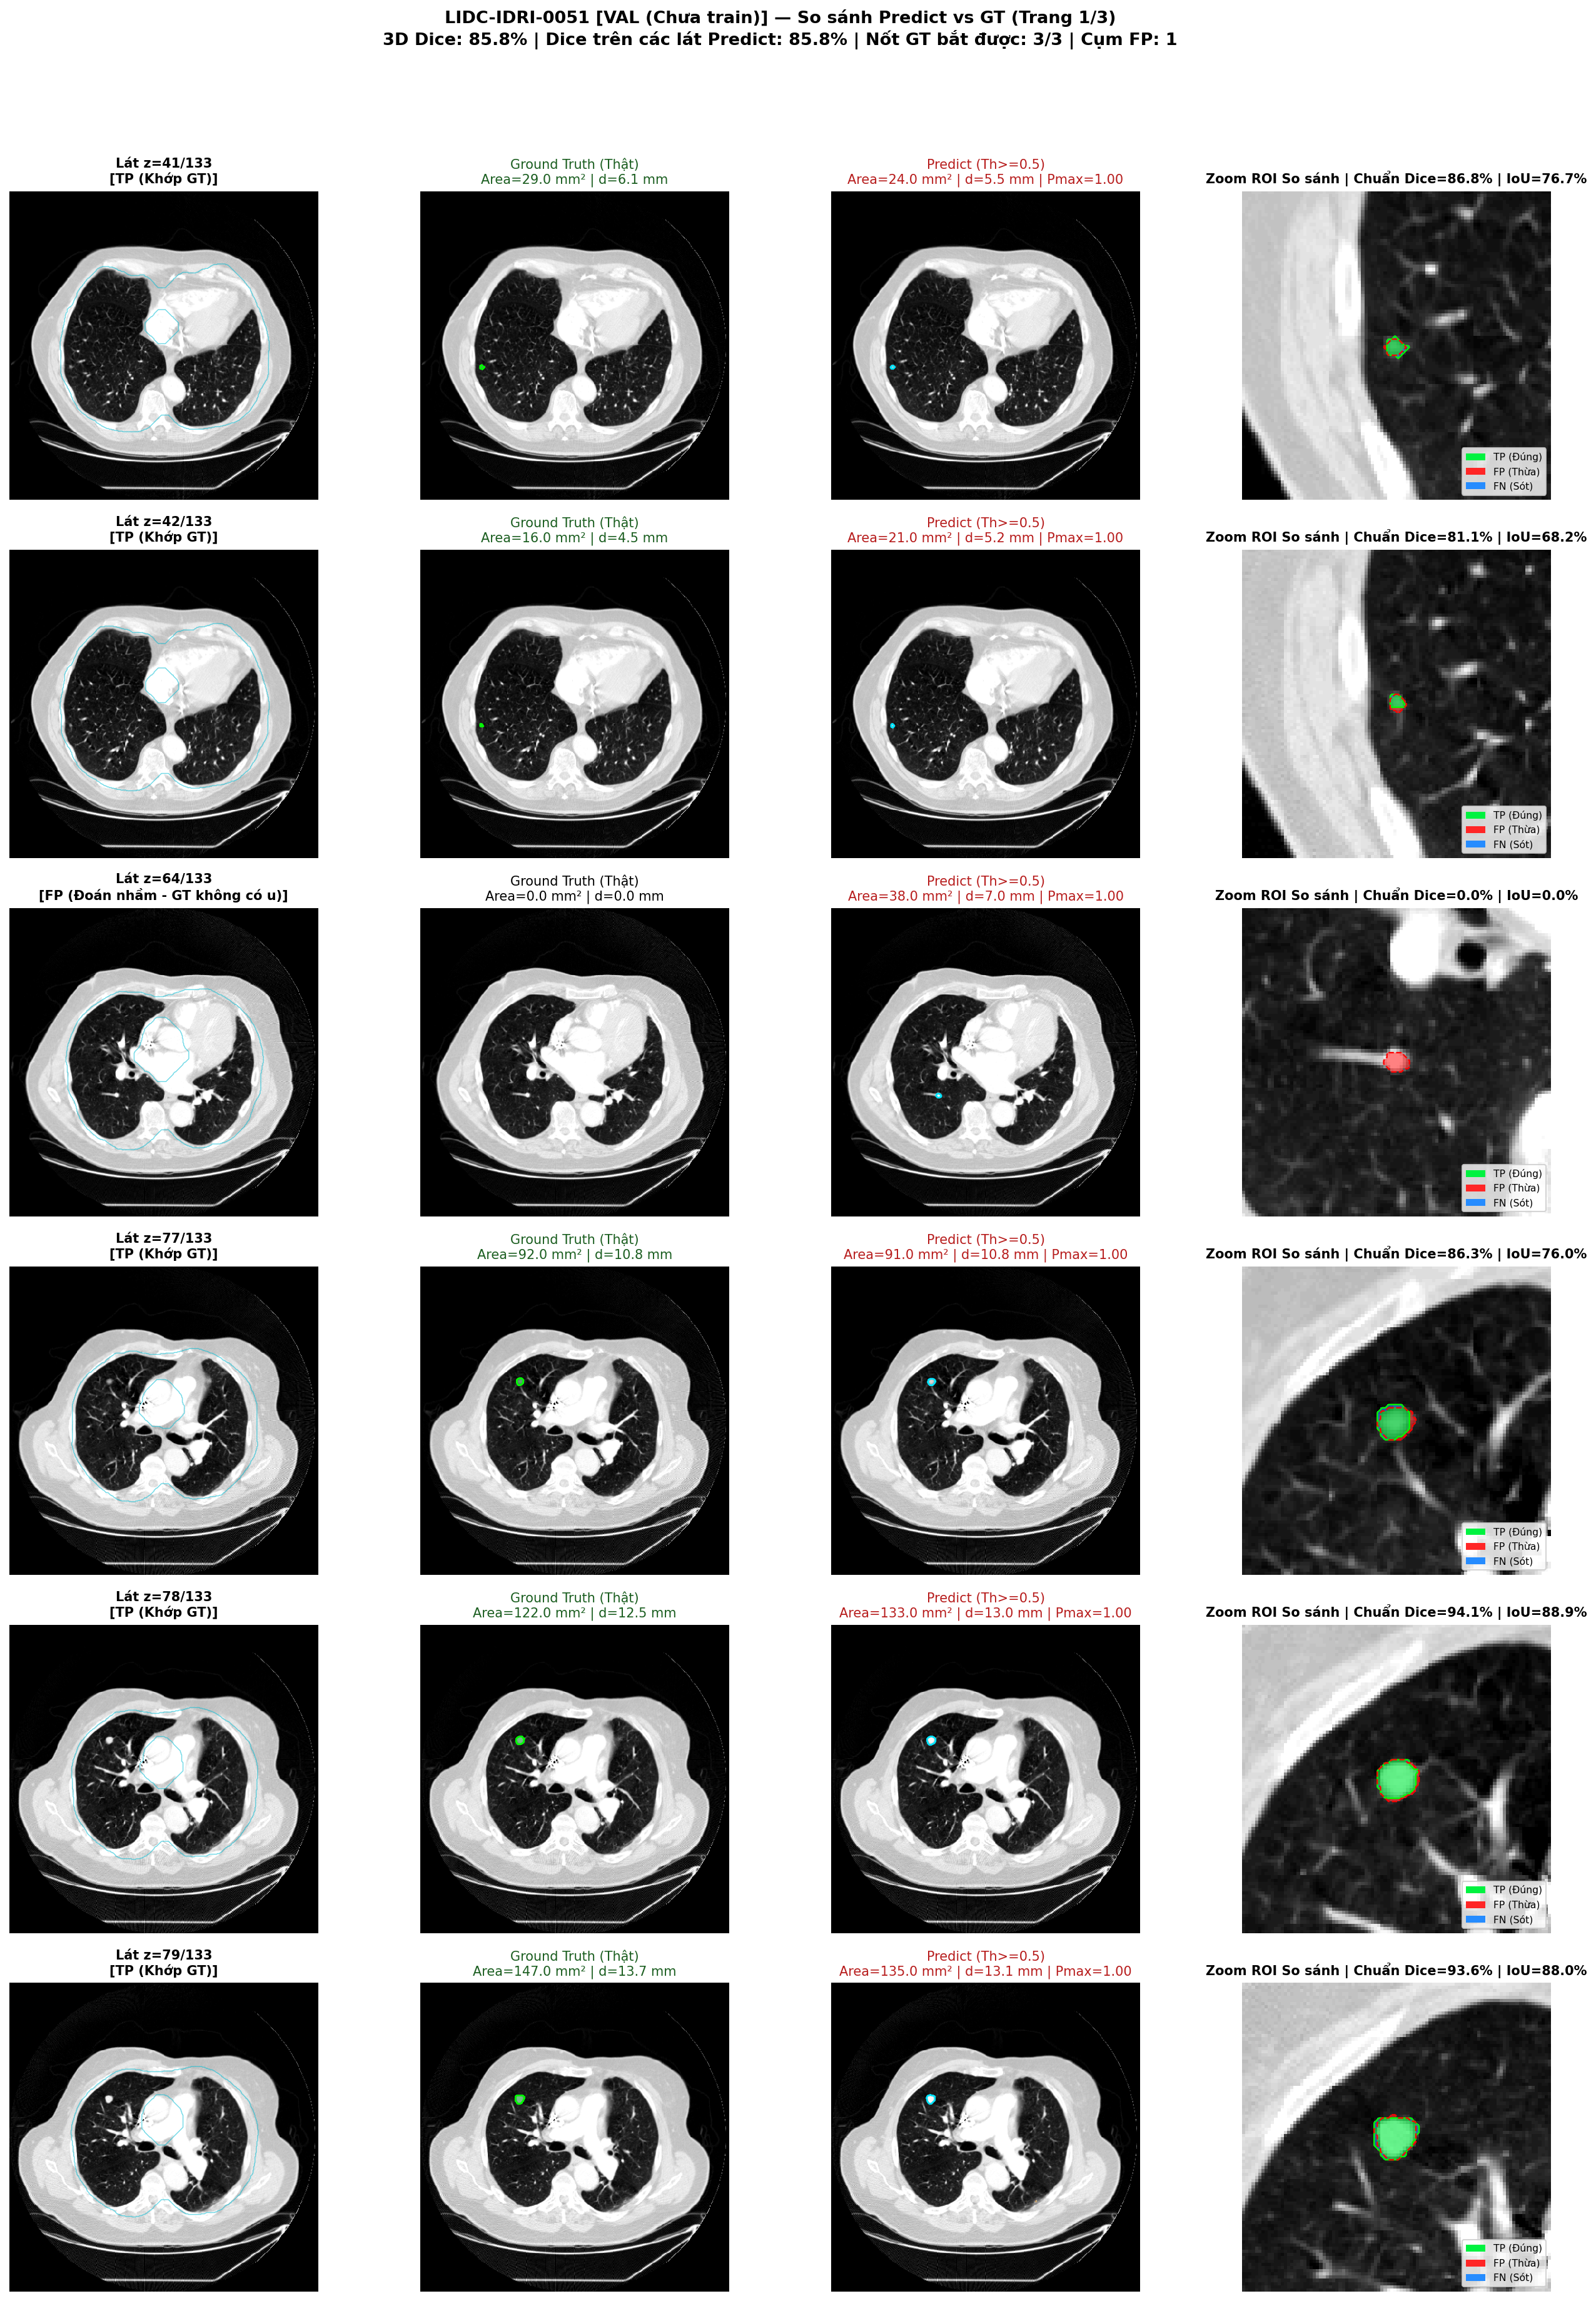 LIDC-IDRI-0051 [VAL (Chưa train)] — So sánh Predict vs GT (Trang 1/3)
3D Dice: 85.8% | Dice trên các lát Predict: 85.8% | Nốt GT bắt được: 3/3 | Cụm FP: 1
Lát z=41/133
[TP (Khớp GT)]
Ground Truth (Thật)
Area=29.0 mm² | d=6.1 mm
Predict (Th>=0.5)
Area=24.0 mm² | d=5.5 mm | Pmax=1.00
Zoom ROI So sánh | Chuẩn Dice=86.8% | IoU=76.7%
TP (Đúng)
FP (Thừa)
FN (Sót)
Lát z=42/133
[TP (Khớp GT)]
Ground Truth (Thật)
Area=16.0 mm² | d=4.5 mm
Predict (Th>=0.5)
Area=21.0 mm² | d=5.2 mm | Pmax=1.00
Zoom ROI So sánh | Chuẩn Dice=81.1% | IoU=68.2%
TP (Đúng)
FP (Thừa)
FN (Sót)
Lát z=64/133
[FP (Đoán nhầm - GT không có u)]
Ground Truth (Thật)
Area=0.0 mm² | d=0.0 mm
Predict (Th>=0.5)
Area=38.0 mm² | d=7.0 mm | Pmax=1.00
Zoom ROI So sánh | Chuẩn Dice=0.0% | IoU=0.0%
TP (Đúng)
FP (Thừa)
FN (Sót)
Lát z=77/133
[TP (Khớp GT)]
Ground Truth (Thật)
Area=92.0 mm² | d=10.8 mm
Predict (Th>=0.5)
Area=91.0 mm² | d=10.8 mm | Pmax=1.00
Zoom ROI So sánh | Chuẩn Dice=86.3% | IoU=76.0%
TP (Đúng)
FP (Thừa)
FN (Sót)
Lát z=78/133
[TP (Khớp GT)]
Ground Truth (Thật)
Area=122.0 mm² | d=12.5 mm
Predict (Th>=0.5)
Area=133.0 mm² | d=13.0 mm | Pmax=1.00
Zoom ROI So sánh | Chuẩn Dice=94.1% | IoU=88.9%
TP (Đúng)
FP (Thừa)
FN (Sót)
Lát z=79/133
[TP (Khớp GT)]
Ground Truth (Thật)
Area=147.0 mm² | d=13.7 mm
Predict (Th>=0.5)
Area=135.0 mm² | d=13.1 mm | Pmax=1.00
Zoom ROI So sánh | Chuẩn Dice=93.6% | IoU=88.0%
TP (Đúng)
FP (Thừa)
FN (Sót)